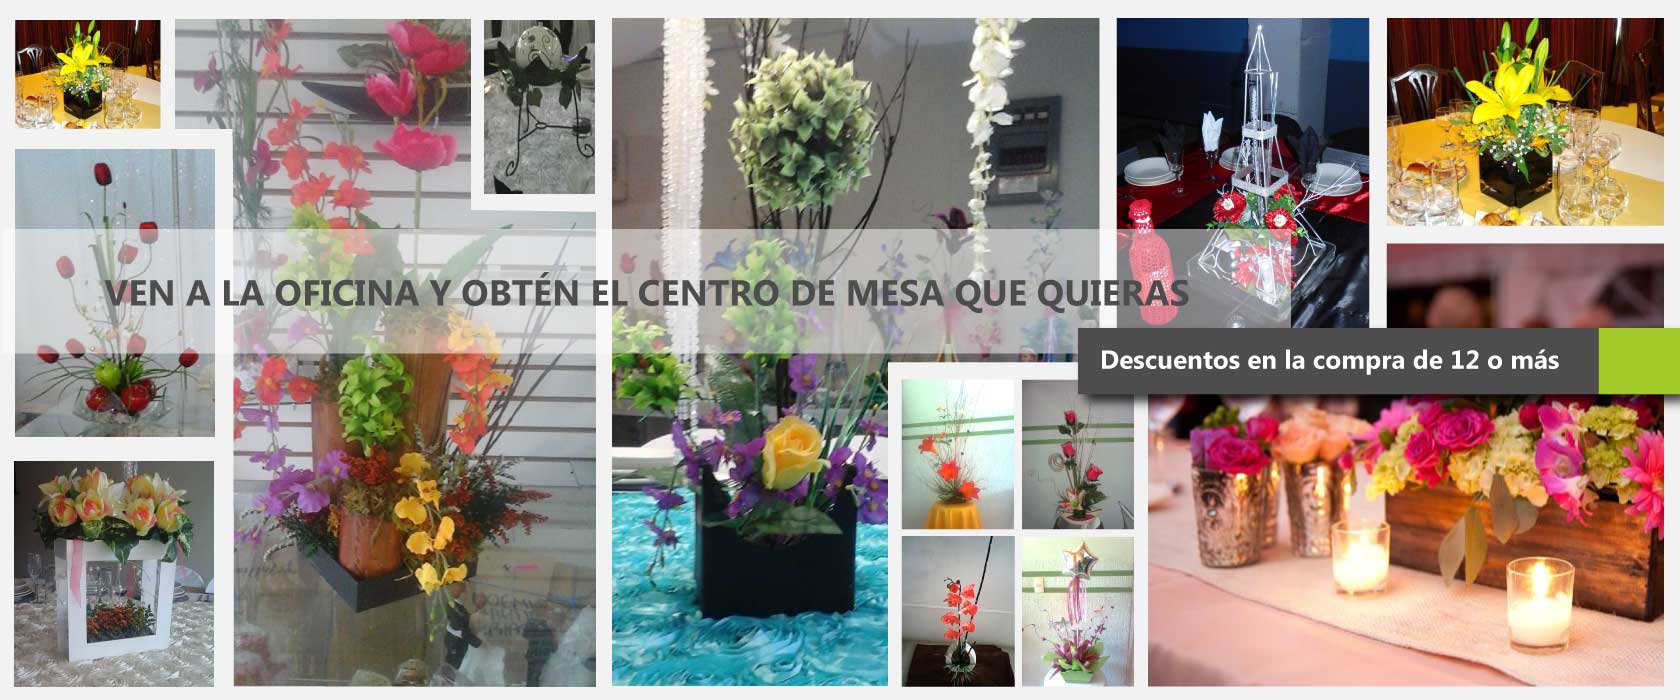 VEN A LA OFICINA Y OBTÉN EL CENTRO DE MESA QUE QUIERAS
Descuentos en la compra de 12 o más